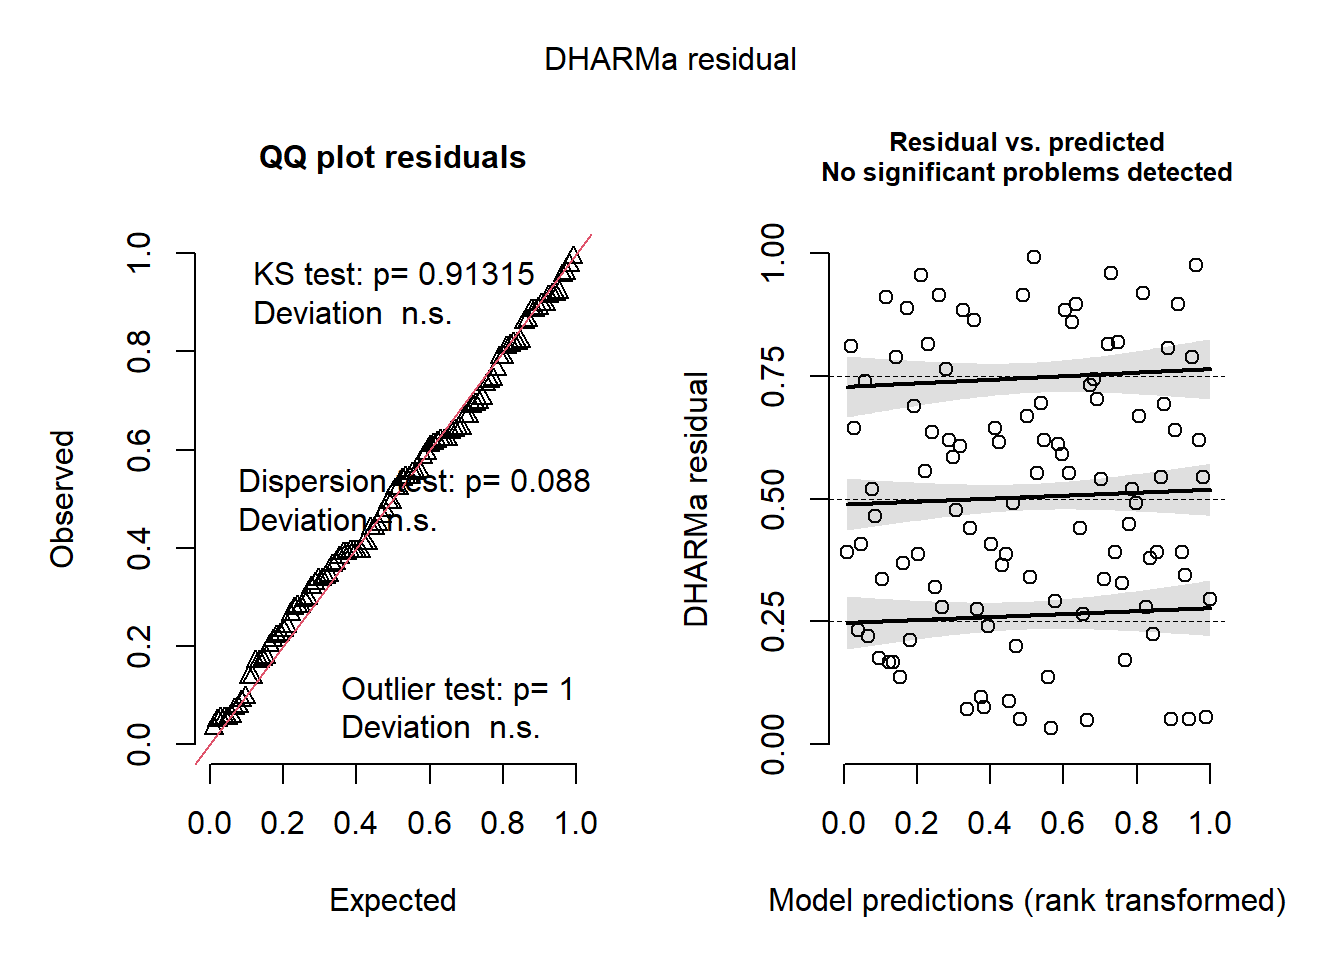 DHARMa residual
QQ plot residuals
KS test: p= 0.91315
Deviation  n.s.
Dispersion test: p= 0.088
Deviation n.s.
Outlier test: p= 1
Deviation  n.s.
Observed
0.0 0.2 0.4 0.6 0.8 1.0
0.0 0.2 0.4 0.6 0.8 1.0
Expected
Residual vs. predicted
No significant problems detected
DHARMa residual
0.00 0.25 0.50 0.75 1.00
0.0 0.2 0.4 0.6 0.8 1.0
Model predictions (rank transformed)